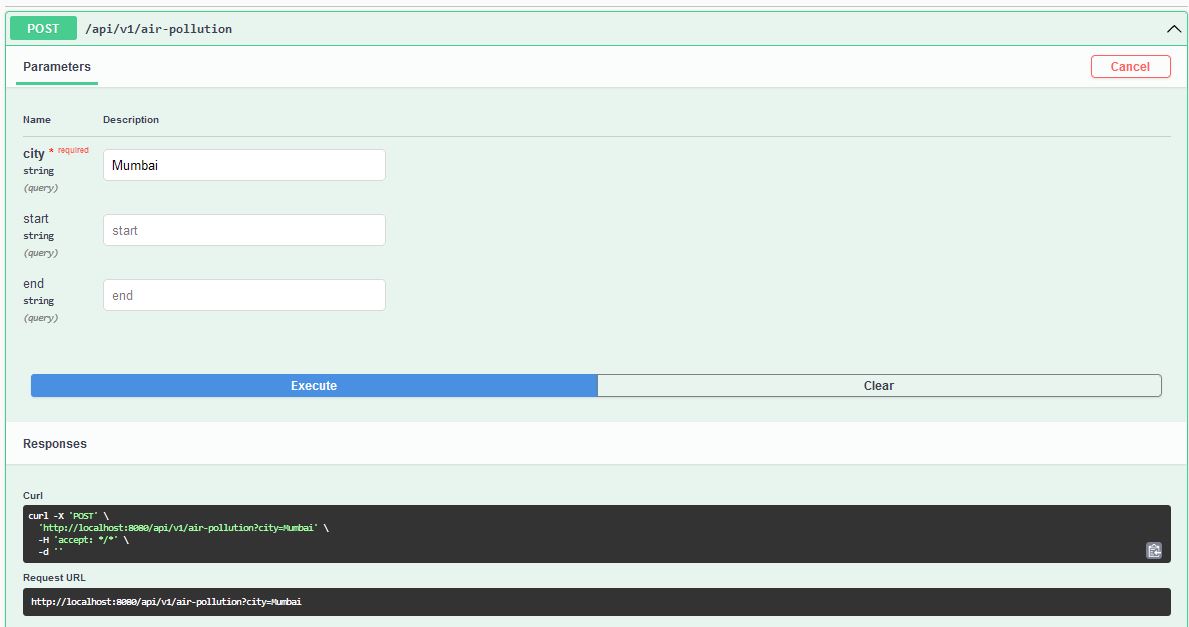 POST /api/v1/air-pollution
Parameters
Cancel
Name Description
city * required
string
(query)
Mumbai
start
string
(query)
start
end
string
(query)
end
Execute Clear
Responses
Curl
curl -X 'POST' \
'http://localhost:8080/api/v1/air-pollution?city=Mumbai' \
-H 'accept: */*' \
-d ''
Request URL
http://localhost:8080/api/v1/air-pollution?city=Mumbai